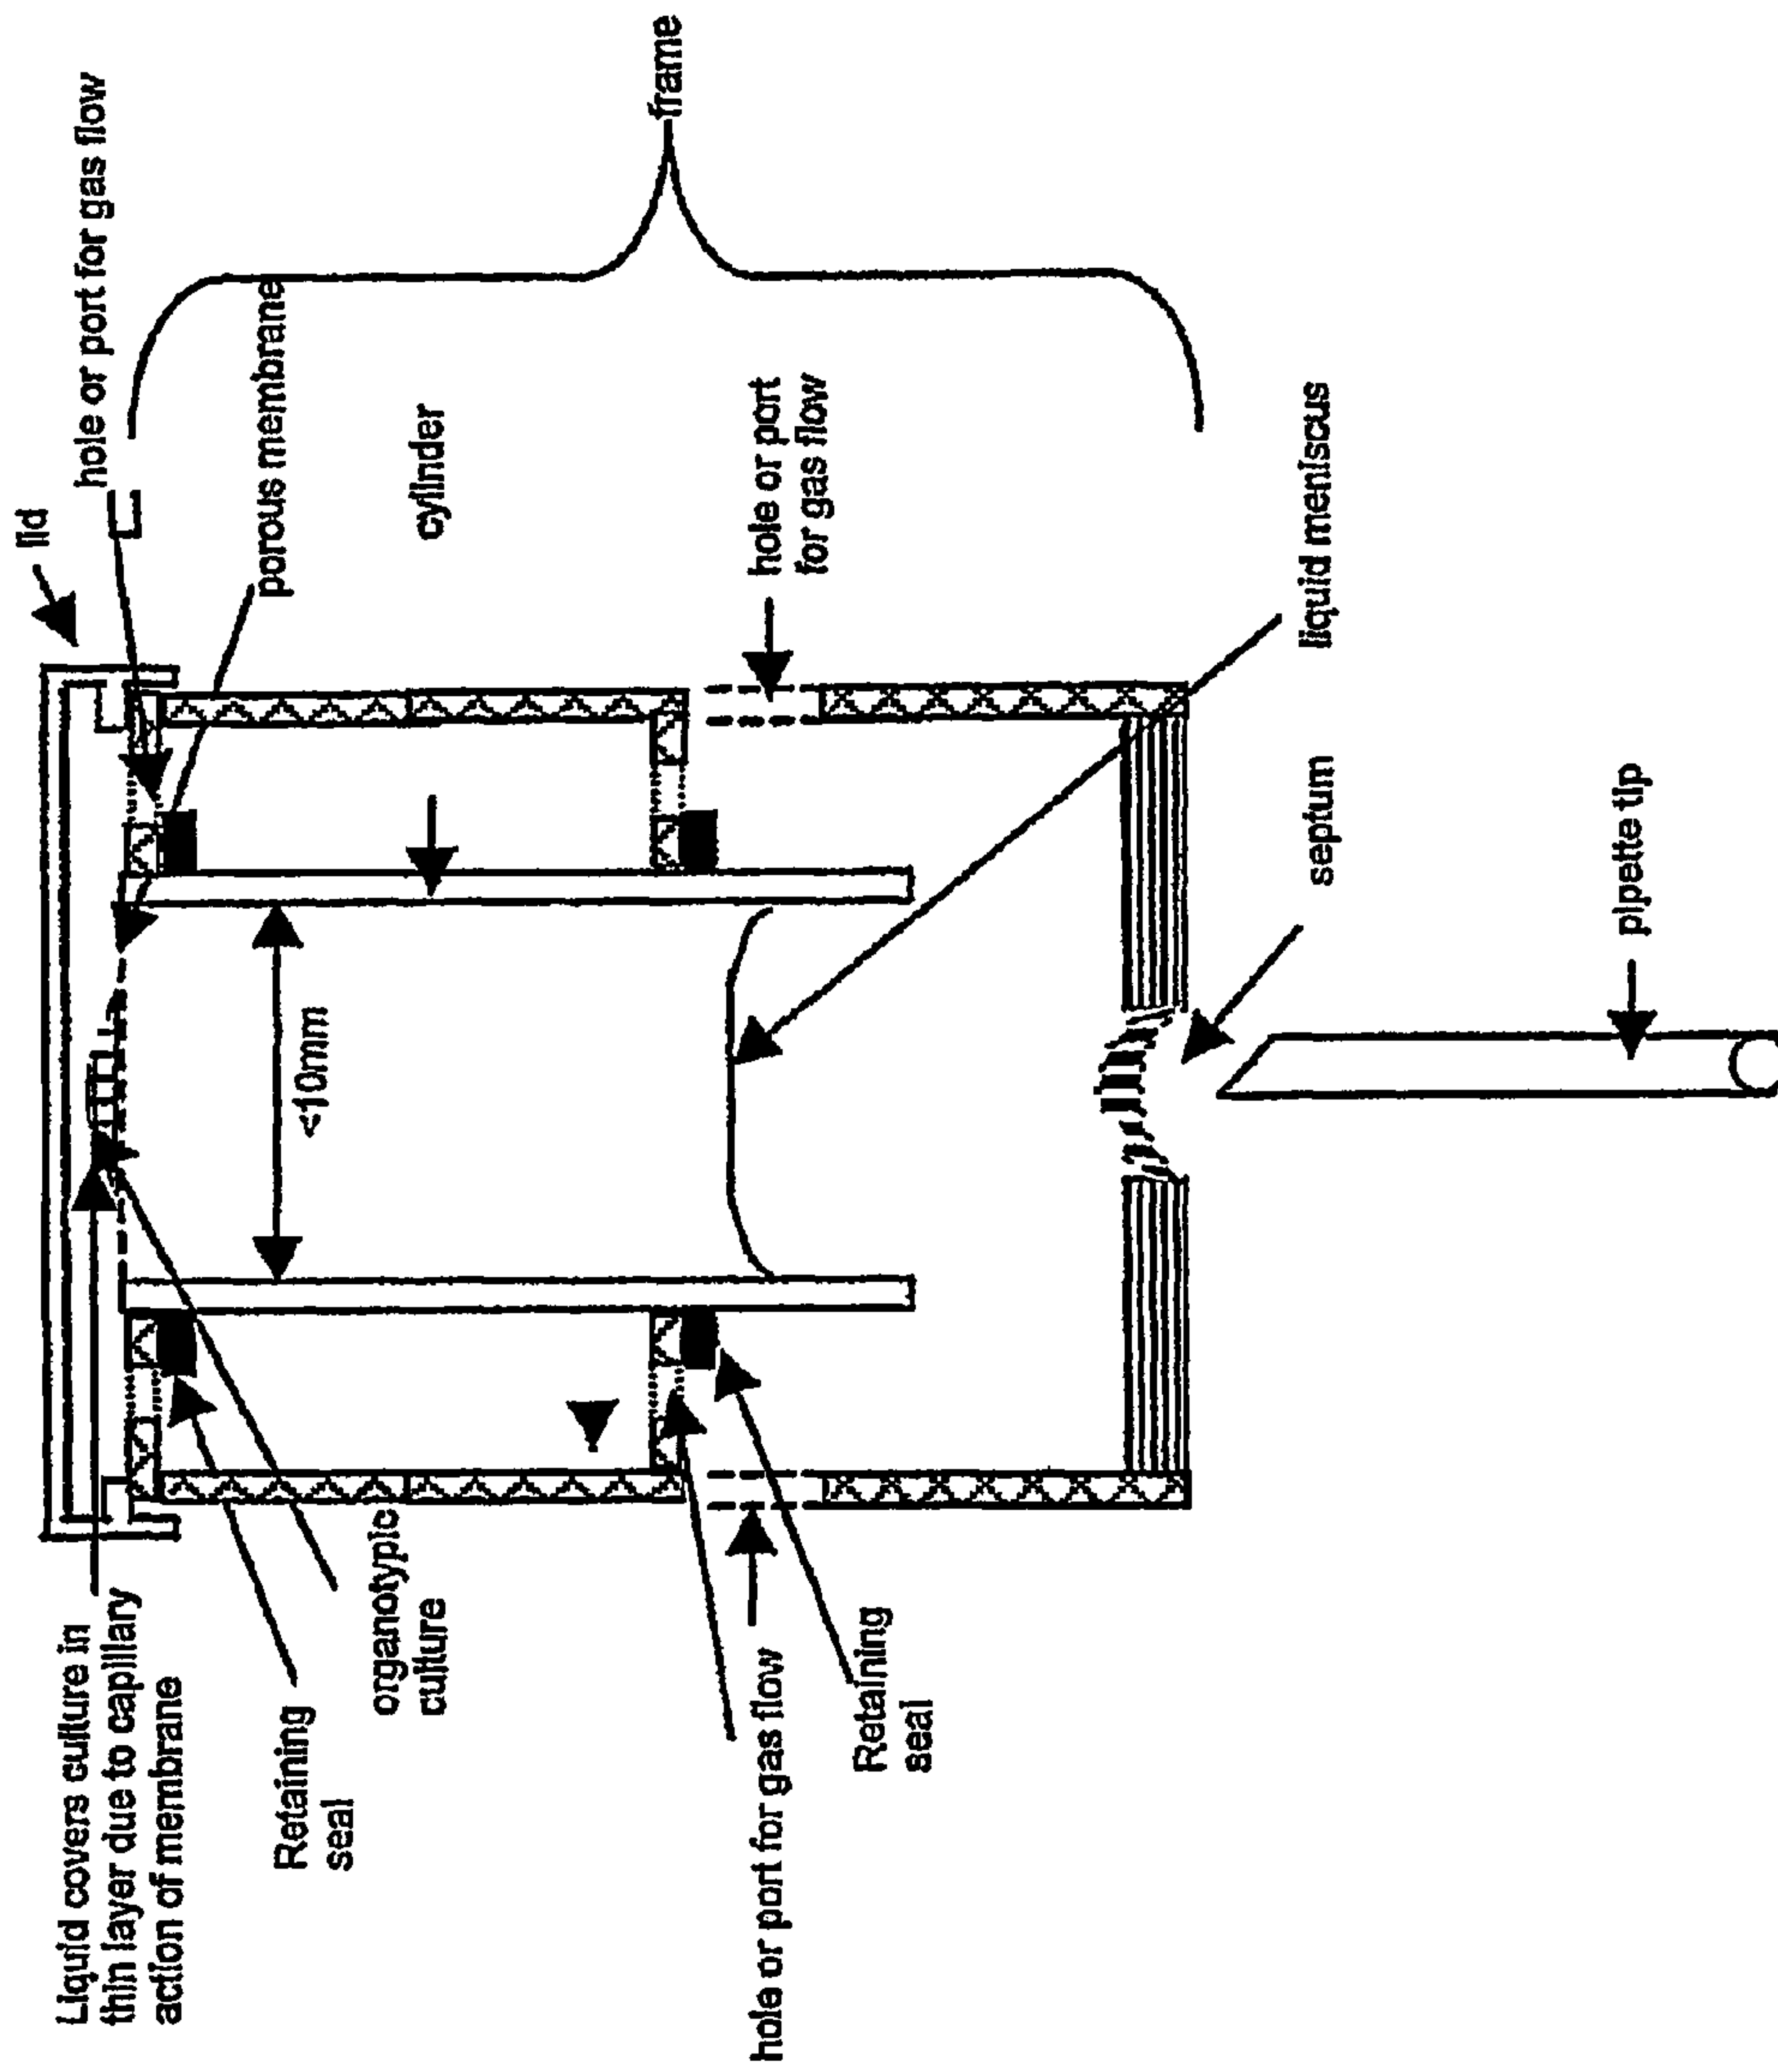 Liquid covers culture in
thin layer due to capillary
action of membrane
Retaining
seal
organotypic
culture
hole or port for gas flow
Retaining
seal
<10mm
lid
hole or port for gas flow
porous membrane
cylinder
hole or port
for gas flow
frame
liquid meniscus
septum
pipette tip